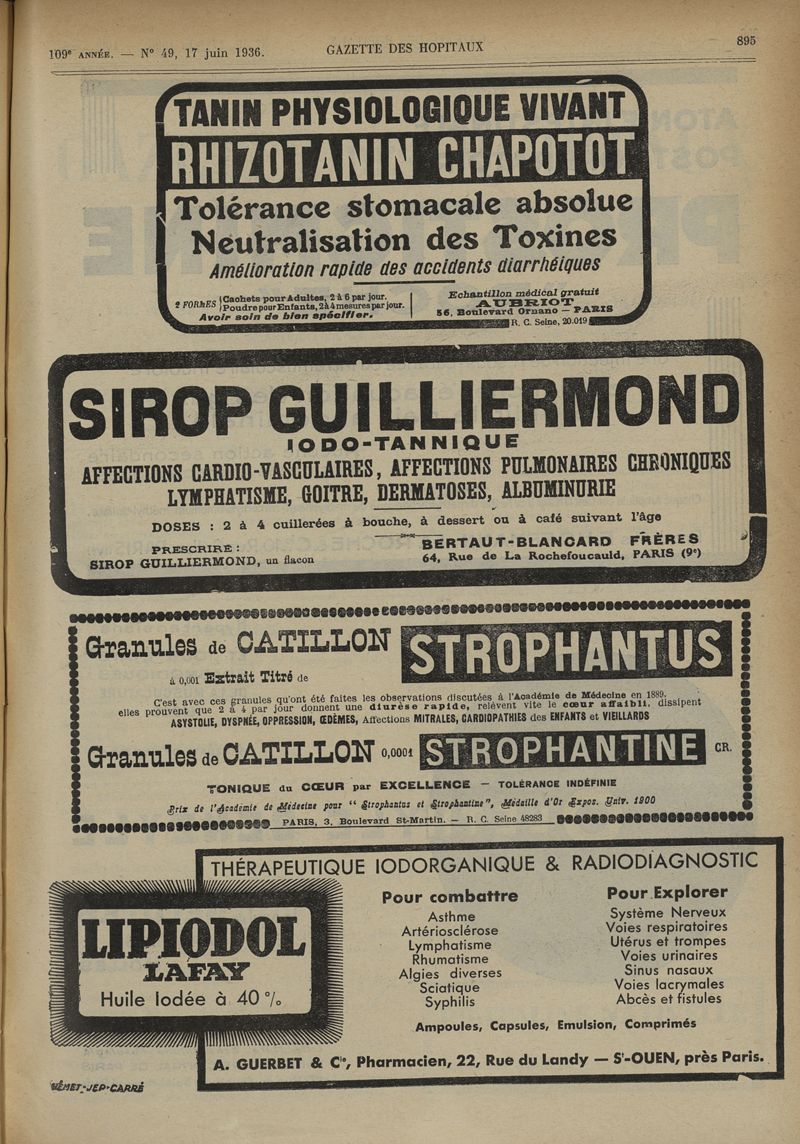 109e ANNÉE. — N° 49, 17 juin 1936.
GAZETTE DES HOPITAUX
895
TANIN PHYSIOLOGIQUE VIVANT
RHIZOTANIN CHAPOTOT
Tolérance stomacale absolue
Neutralisation des Toxines
Amélioration rapide des accidents diarrhéiques
2 FORMES
Cachets pour Adultes, 2 à 6 par jour.
Poudre pour Enfants, 2 à 4 mesures par jour.
Avoir soin de bien spécifier.
Echantillon médical gratuit
AUBRIOT
56, Boulevard Ornano — PARIS
R. C. Seine, 20.019
SIROP GUILLIERMOND
IODO-TANNIQUE
AFFECTIONS CARDIO-VASCULAIRES, AFFECTIONS PULMONAIRES CHRONIQUES
LYMPHATISME, GOITRE, DERMATOSES, ALBUMINURIE
DOSES : 2 à 4 cuillerées à bouche, à dessert ou à café suivant l'âge
PRESCRIRE :
SIROP GUILLIERMOND, un flacon
BERTAUT-BLANCARD FRÈRES
64, Rue de La Rochefoucauld, PARIS (9e)
Granules de CATILLON STROPHANTUS
à 0,001 Extrait Titré de
C'est avec ces granules qu'ont été faites les observations discutées à l'Académie de Médecine en 1889.
elles prouvent que 2 à 4 par jour donnent une diurèse rapide, relèvent vite le cœur affaibli, dissipent
ASYSTOLIE, DYSPNÉE, OPPRESSION, ŒDÈMES, Affections MITRALES, CARDIOPATHIES des ENFANTS et VIEILLARDS
Granules de CATILLON 0,0001 STROPHANTINE CR.
TONIQUE du CŒUR par EXCELLENCE — TOLÉRANCE INDÉFINIE
Prix de l'Academie de Médecine pour "Strophantus et Strophantine", Médaille d'Or Expos. Univ. 1900
PARIS, 3, Boulevard St-Martin. — R. C. Seine 48283
THÉRAPEUTIQUE IODORGANIQUE & RADIODIAGNOSTIC
LIPIODOL
LAFAY
Huile Iodée à 40 %
Pour combattre
Asthme
Artériosclérose
Lymphatisme
Rhumatisme
Algies diverses
Sciatique
Syphilis
Pour Explorer
Système Nerveux
Voies respiratoires
Utérus et trompes
Voies urinaires
Sinus nasaux
Voies lacrymales
Abcès et fistules
Ampoules, Capsules, Emulsion, Comprimés
A. GUERBET & Cie, Pharmacien, 22, Rue du Landy — St-OUEN, près Paris.
VÉMET-JEP-CARRÉ